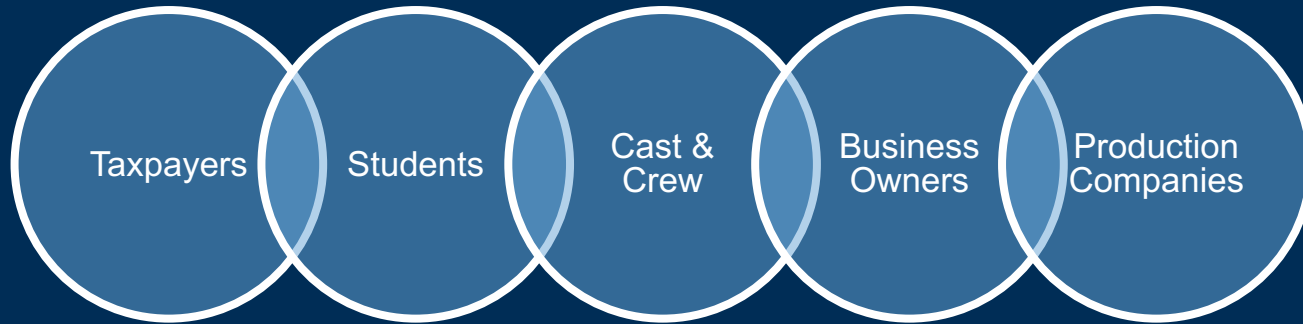 Taxpayers
Students
Cast &
Crew
Business
Owners
Production
Companies